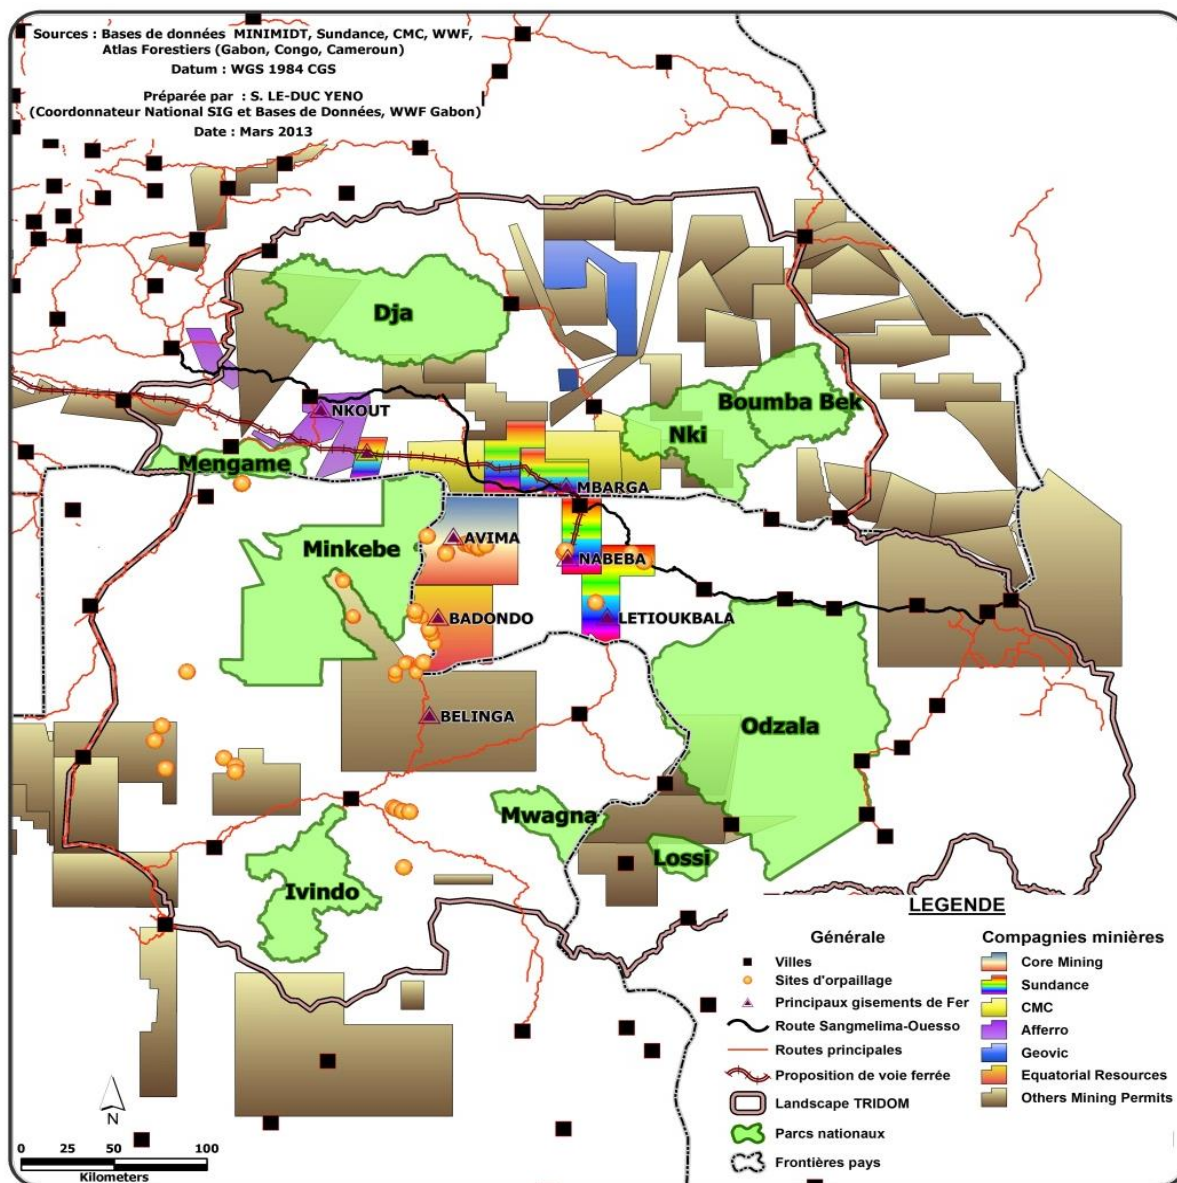 Sources : Bases de données MINIMIDT, Sundance, CMC, WWF,
Atlas Forestiers (Gabon, Congo, Cameroun)
Datum : WGS 1984 CGS
Préparée par : S. LE-DUC YENO
(Coordonnateur National SIG et Bases de Données, WWF Gabon)
Date : Mars 2013
Dja
NKOUT
Boumba Bek
Nki
Mengame
MBARGA
AVIMA
Minkebe
NABEBA
BADONDO
LETIOUKBALA
BELINGA
Odzala
Mwagna
Lossi
Ivindo
LEGENDE
Générale
Villes
Sites d'orpaillage
Principaux gisements de Fer
Route Sangmelima-Ouesso
Routes principales
Proposition de voie ferrée
Landscape TRIDOM
Parcs nationaux
Frontières pays
Compagnies minières
Core Mining
Sundance
CMC
Afferro
Geovic
Equatorial Resources
Others Mining Permits
N
0 25 50 100
Kilometers